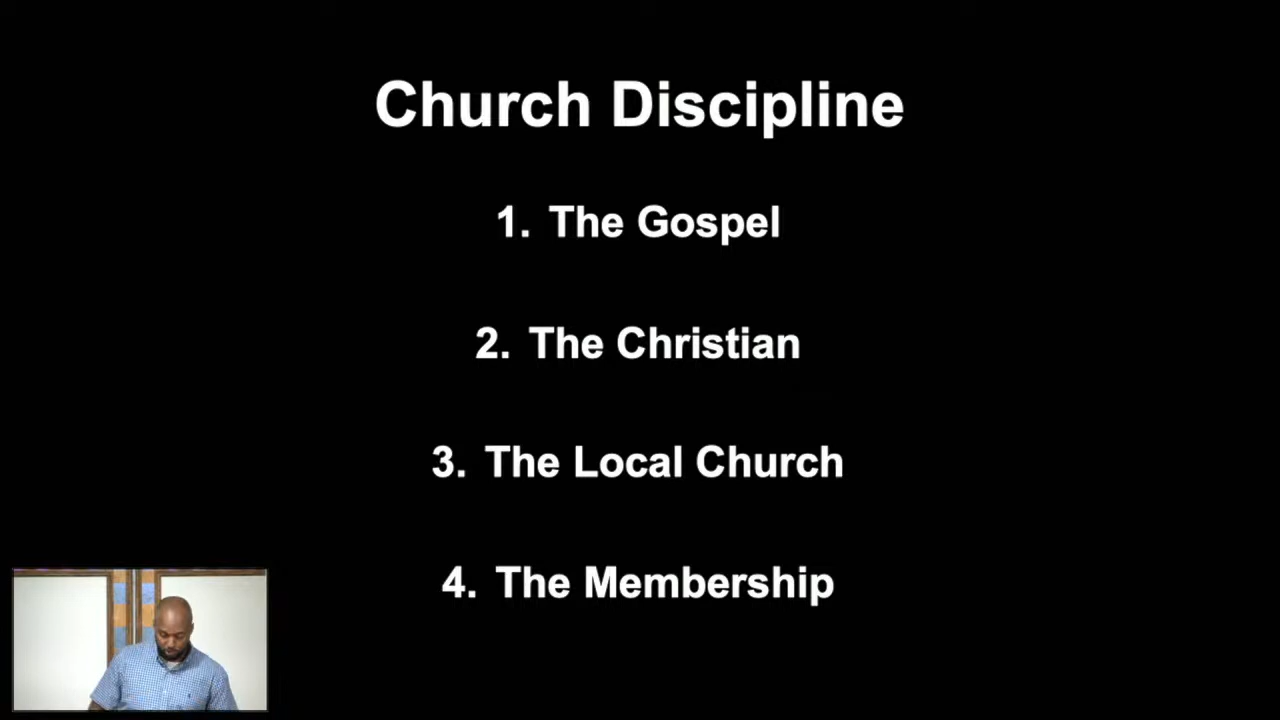 Church Discipline
1. The Gospel
2. The Christian
3. The Local Church
4. The Membership